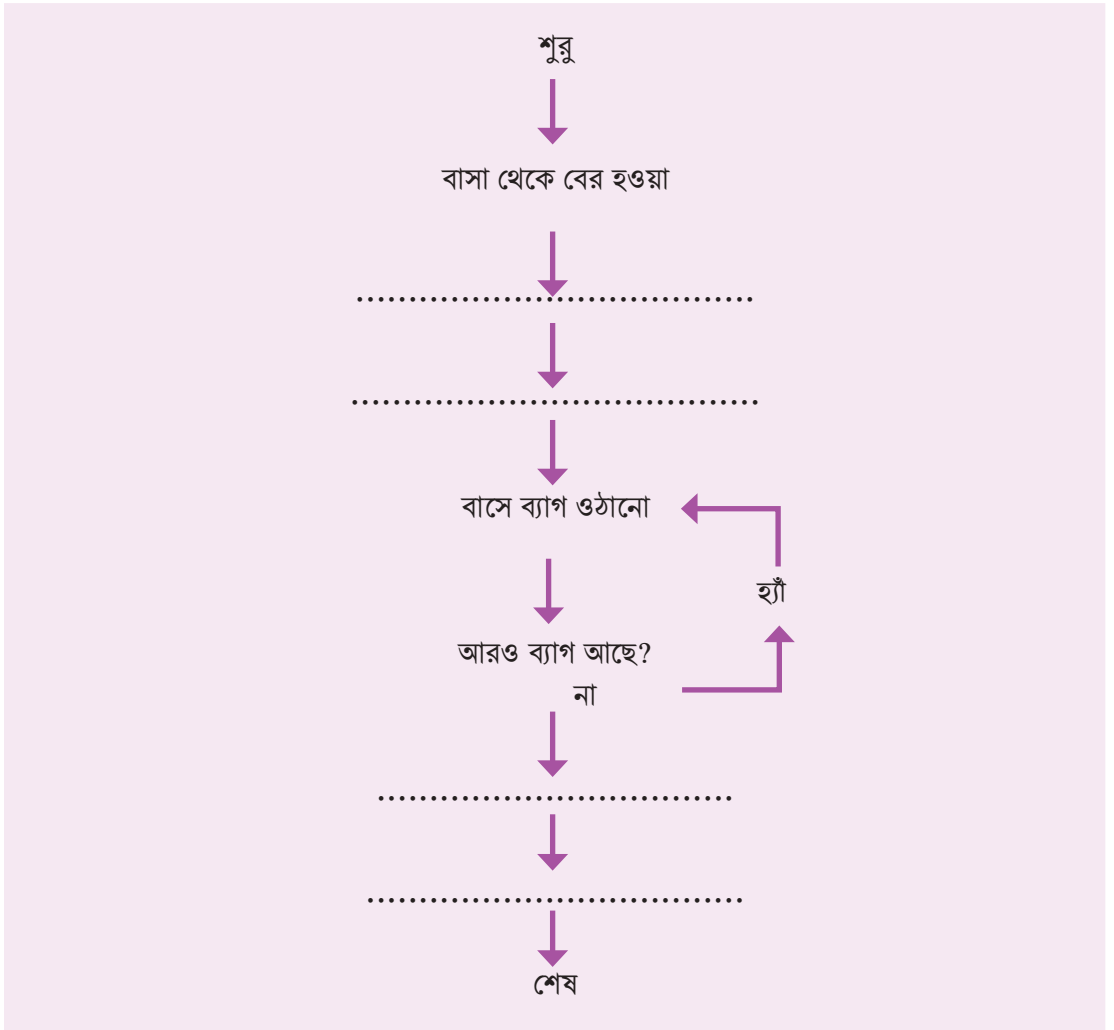 শুরু
বাসা থেকে বের হওয়া
......................................
.......................................
বাসে ব্যাগ ওঠানো
হ্যাঁ
আরও ব্যাগ আছে?
না
..................................
....................................
শেষ